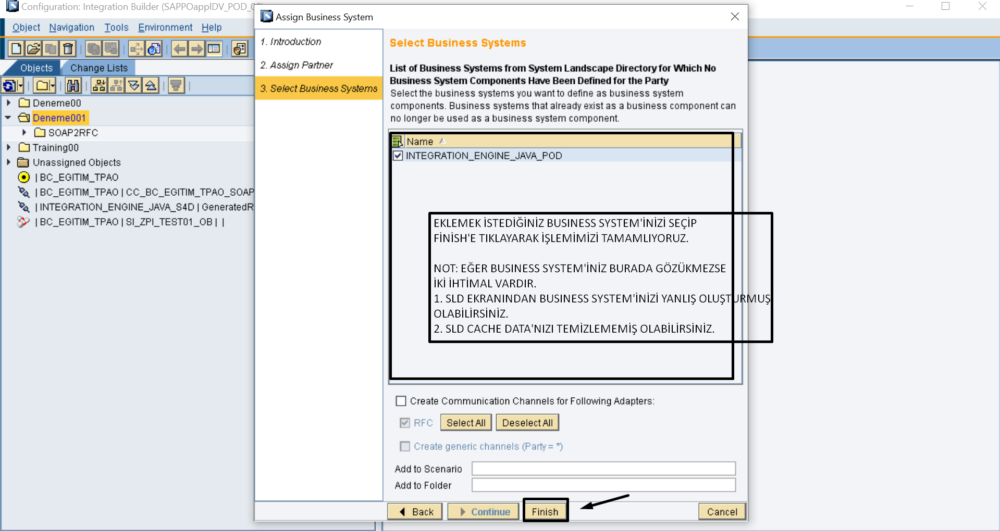 Configuration: Integration Builder (SAPPOapplDV_POD_0
Object Navigation Tools Environment Help
Objects Change Lists
Deneme00
Deneme001
SOAP2RFC
Training00
Unassigned Objects
| BC_EGITIM_TPAO
| BC_EGITIM_TPAO | CC_BC_EGITIM_TPAO_SOAP
| INTEGRATION_ENGINE_JAVA_S4D | GeneratedR
| BC_EGITIM_TPAO | SI_ZPI_TEST01_OB | |
Assign Business System
1. Introduction
2. Assign Partner
3. Select Business Systems
Select Business Systems
List of Business Systems from System Landscape Directory for Which No
Business System Components Have Been Defined for the Party
Select the business systems you want to define as business system
components. Business systems that already exist as a business component can
no longer be used as a business system component.
Name
INTEGRATION_ENGINE_JAVA_POD
EKLEMEK İSTEDİĞİNİZ BUSINESS SYSTEM'İNİZİ SEÇİP
FİNİSH'E TIKLAYARAK İŞLEMİMİZİ TAMAMLIYORUZ.
NOT: EĞER BUSINESS SYSTEM'İNİZ BURADA GÖZÜKMEZSE
İKİ İHTİMAL VARDIR.
1. SLD EKRANINDAN BUSINESS SYSTEM'İNİZİ YANLIŞ OLUŞTURMUŞ
OLABİLİRSİNİZ.
2. SLD CACHE DATA'NIZI TEMİZLEMEMİŞ OLABİLİRSİNİZ.
Create Communication Channels for Following Adapters:
RFC Select All Deselect All
Create generic channels (Party = *)
Add to Scenario
Add to Folder
Back Continue Finish Cancel